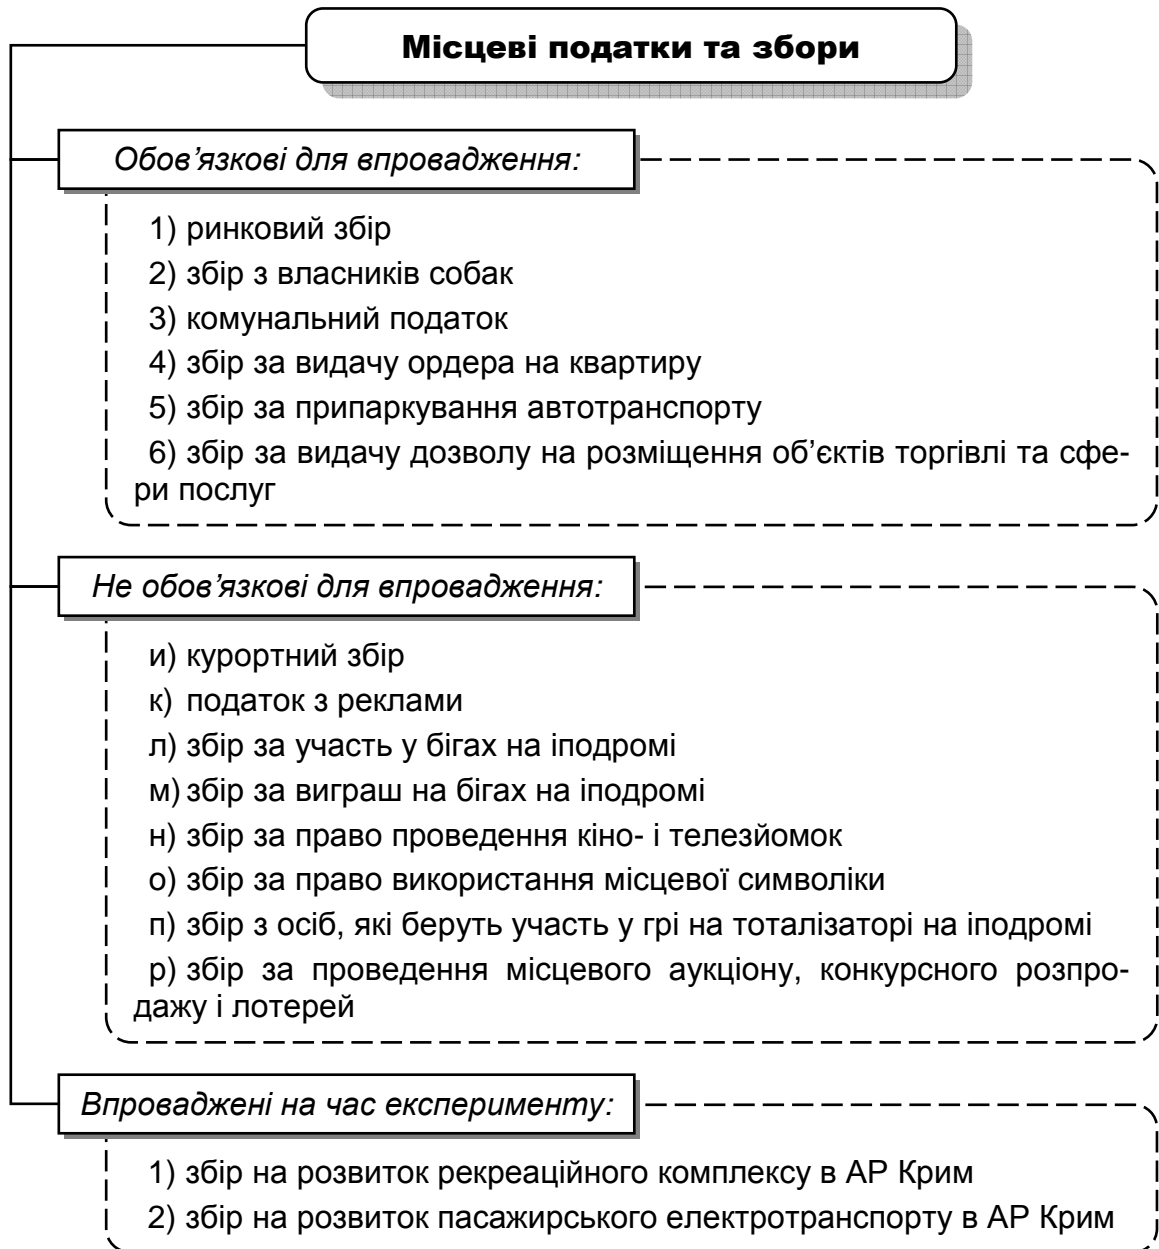 Місцеві податки та збори
Обов’язкові для впровадження:
1) ринковий збір
2) збір з власників собак
3) комунальний податок
4) збір за видачу ордера на квартиру
5) збір за припаркування автотранспорту
6) збір за видачу дозволу на розміщення об’єктів торгівлі та сфе-
ри послуг
Не обов’язкові для впровадження:
и) курортний збір
к) податок з реклами
л) збір за участь у бігах на іподромі
м) збір за виграш на бігах на іподромі
н) збір за право проведення кіно- і телезйомок
о) збір за право використання місцевої символіки
п) збір з осіб, які беруть участь у грі на тоталізаторі на іподромі
р) збір за проведення місцевого аукціону, конкурсного розпро-
дажу і лотерей
Впроваджені на час експерименту:
1) збір на розвиток рекреаційного комплексу в АР Крим
2) збір на розвиток пасажирського електротранспорту в АР Крим